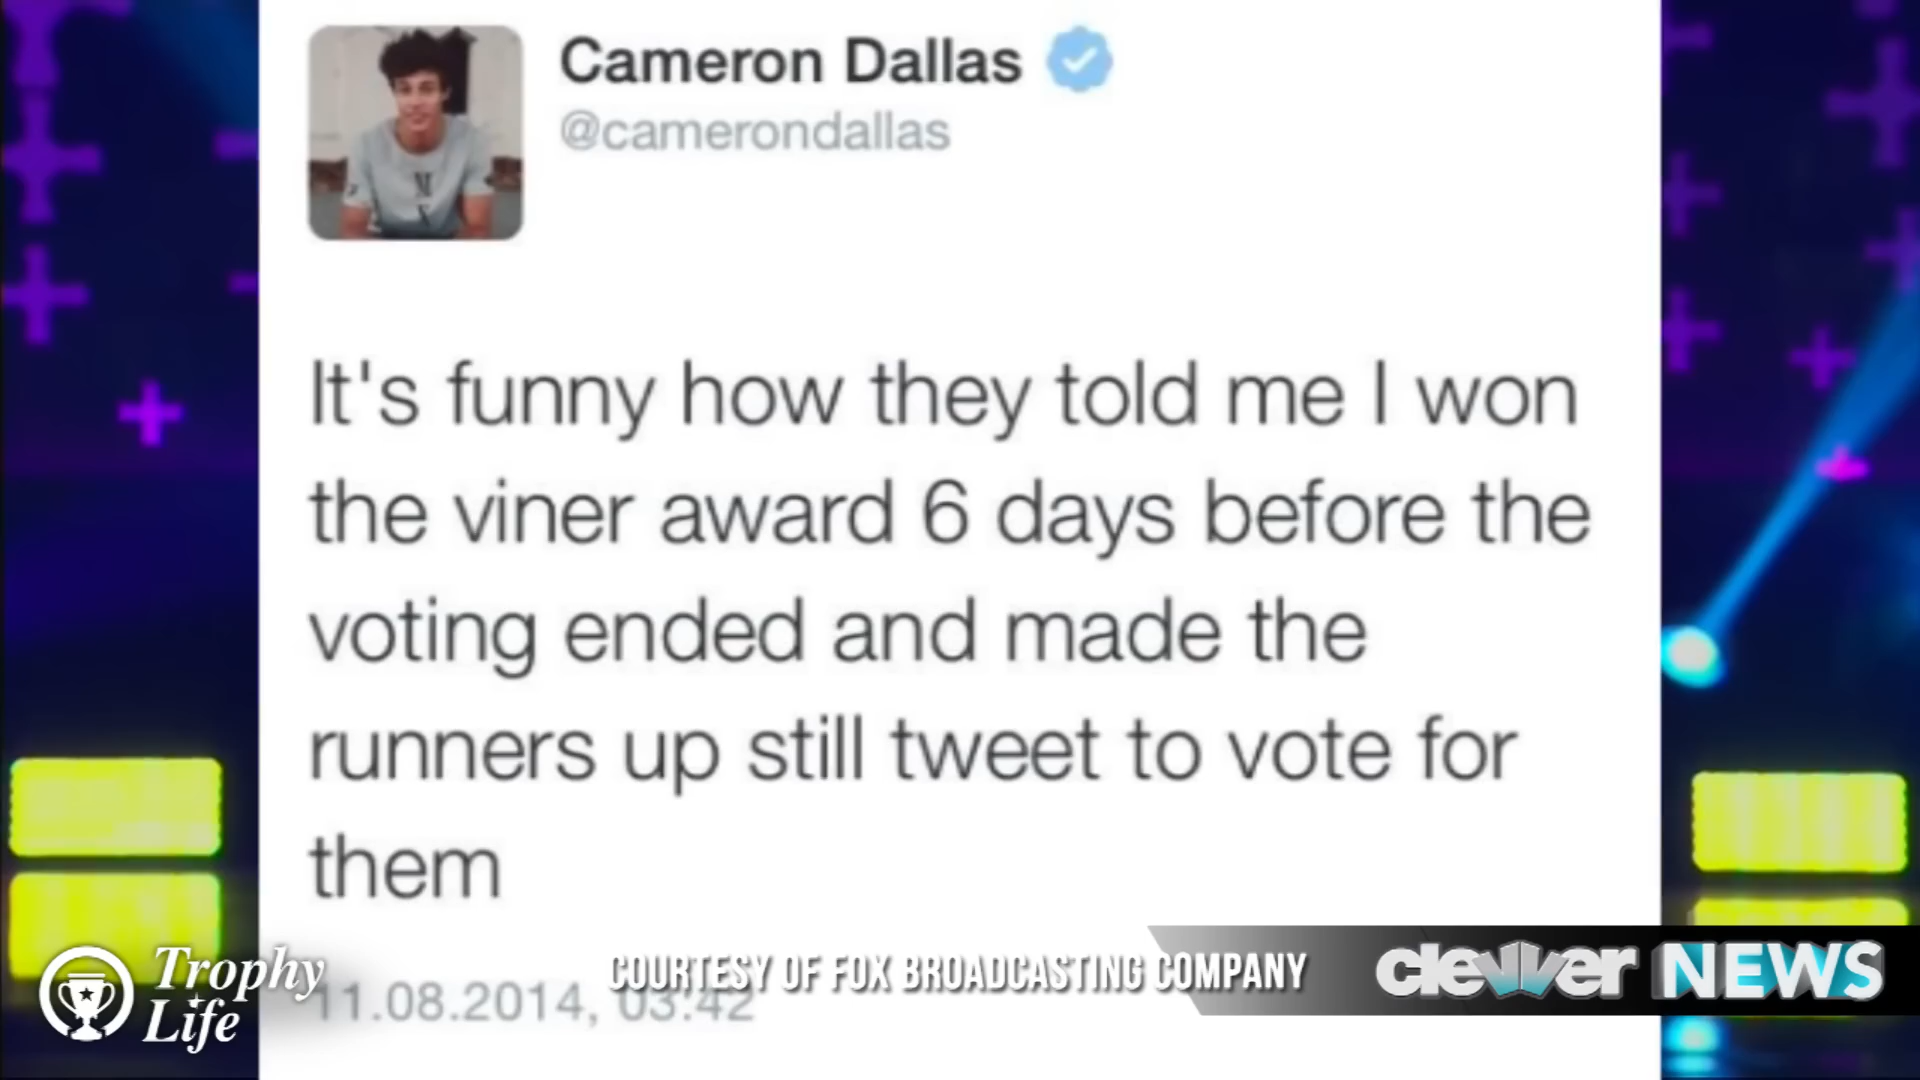 Cameron Dallas
@camerondallas
It's funny how they told me I won
the viner award 6 days before the
voting ended and made the
runners up still tweet to vote for
them
11.08.2014, 03:42
COURTESY OF FOX BROADCASTING COMPANY
clevver NEWS
Trophy
Life